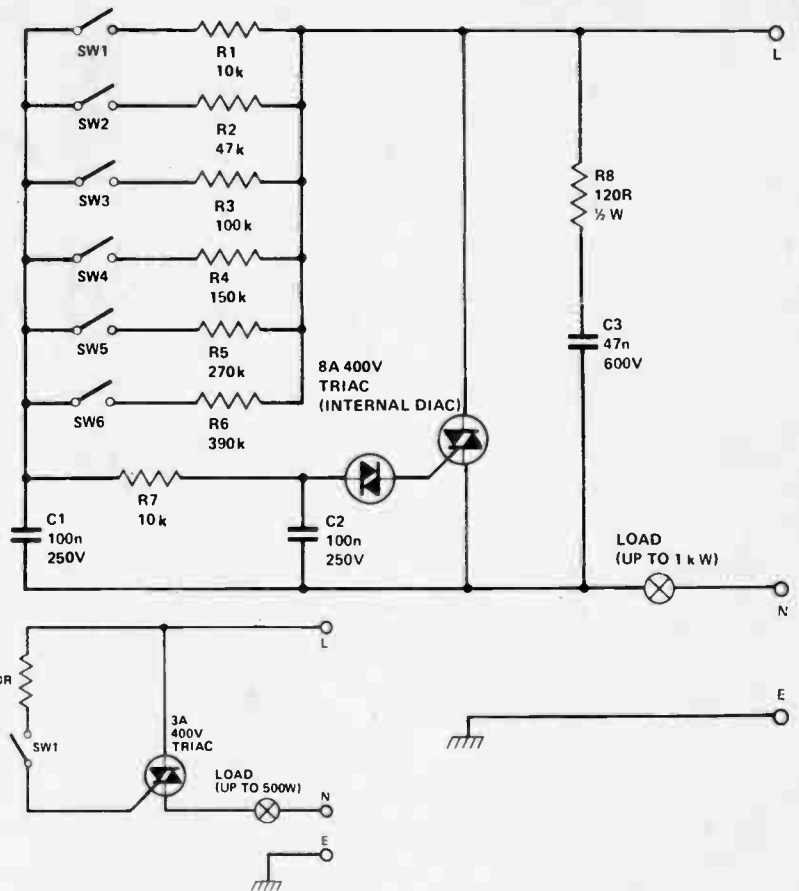 SW1
R1
10k
L
SW2
R2
47k
SW3
R3
100k
R8
120R
½ W
SW4
R4
150k
SW5
R5
270k
C3
47n
600V
8A 400V
TRIAC
(INTERNAL DIAC)
SW6
R6
390k
R7
10k
C1
100n
250V
C2
100n
250V
LOAD
(UP TO 1kW)
N
L
SW1
3A
400V
TRIAC
LOAD
(UP TO 500W)
N
E
E